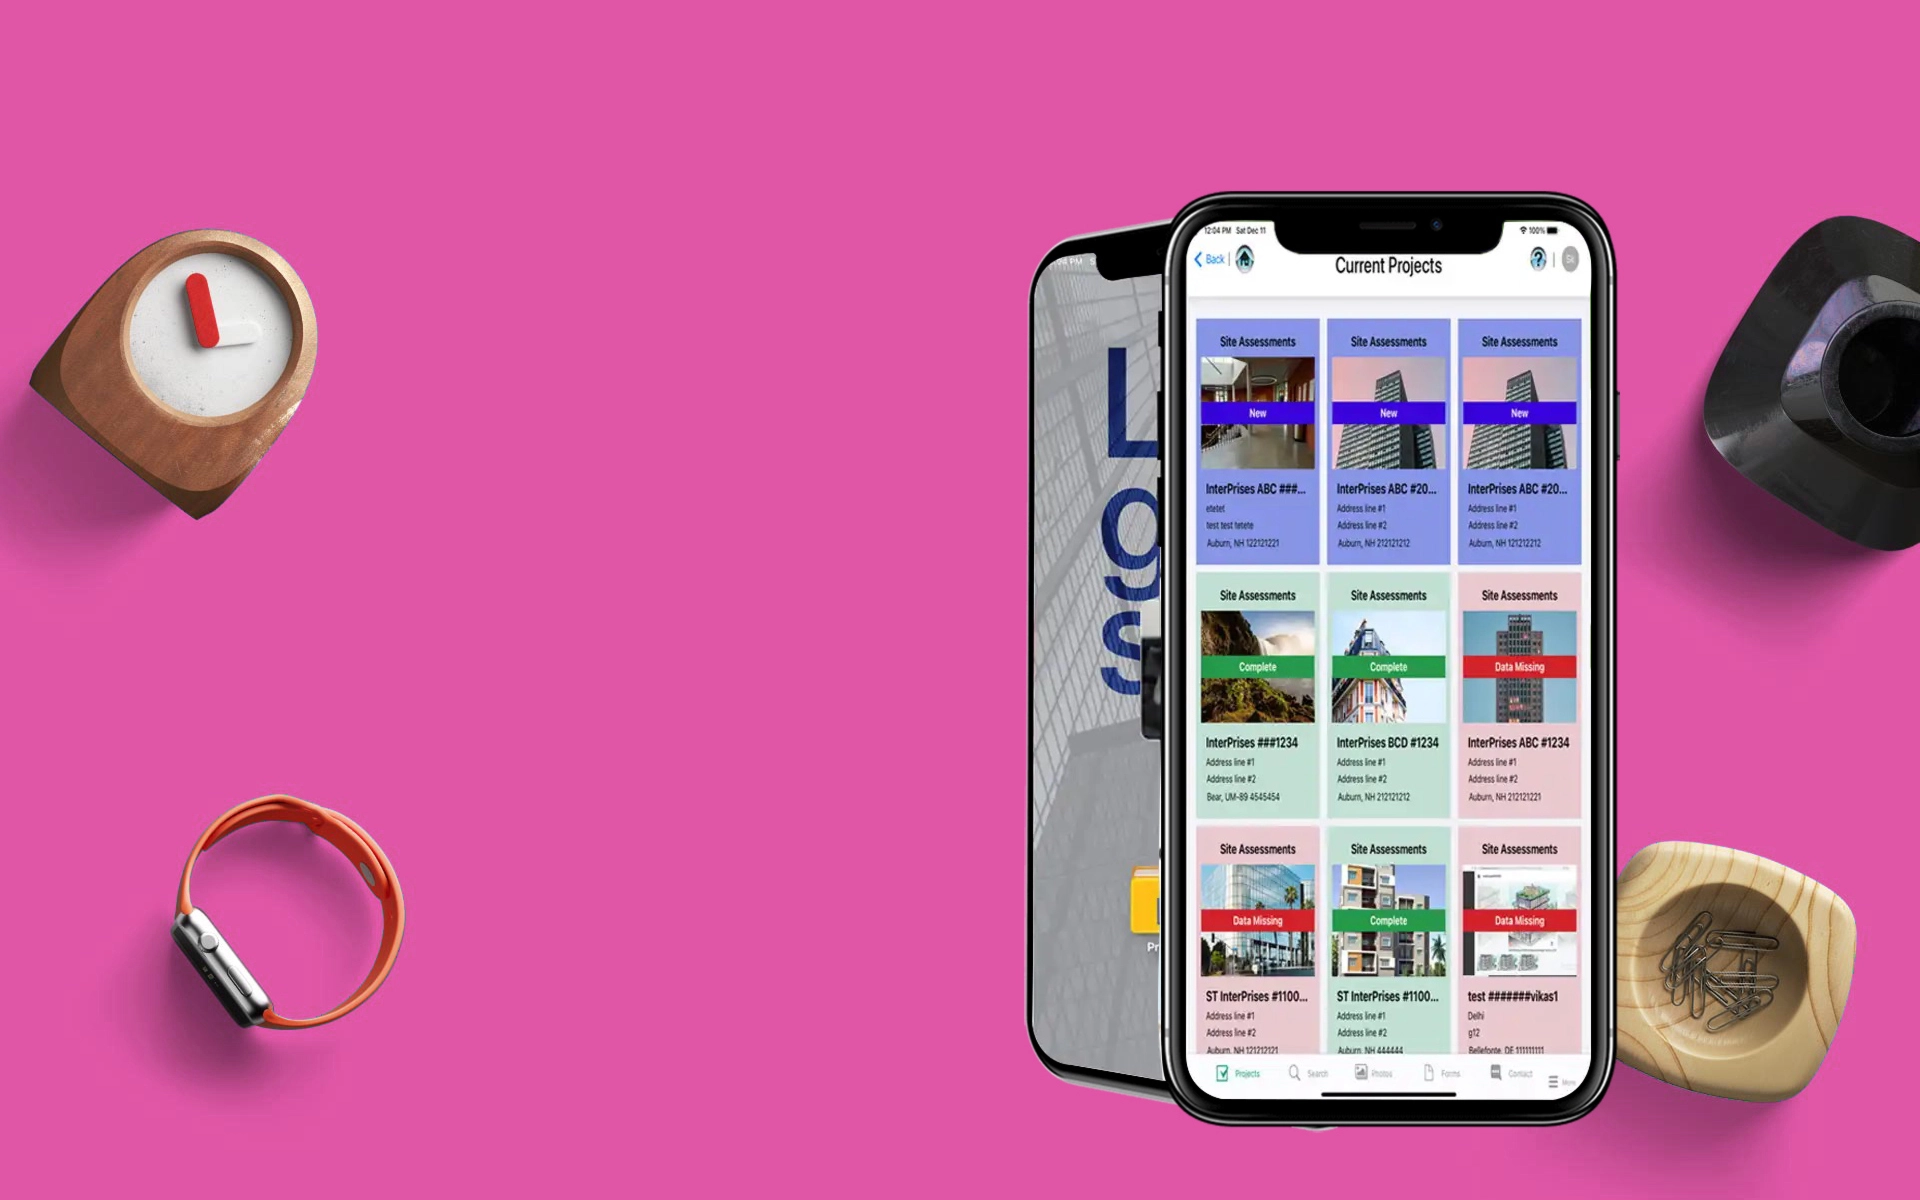 Logo
12:04 PM Sat Dec 11
100%
Back
Current Projects
Site Assessments
Site Assessments
Site Assessments
New
New
New
InterPrises ABC ###...
InterPrises ABC #20...
InterPrises ABC #20...
etetet
Address line #1
Address line #1
test test tetete
Address line #2
Address line #2
Auburn, NH 122121221
Auburn, NH 212121212
Auburn, NH 121212212
Site Assessments
Site Assessments
Site Assessments
Complete
Complete
Data Missing
InterPrises ###1234
InterPrises BCD #1234
InterPrises ABC #1234
Address line #1
Address line #1
Address line #1
Address line #2
Address line #2
Address line #2
Bear, UM-89 4545454
Auburn, NH 212121212
Auburn, NH 212121221
Site Assessments
Site Assessments
Site Assessments
Data Missing
Complete
Data Missing
ST InterPrises #1100...
ST InterPrises #1100...
test #######vikas1
Address line #1
Address line #1
Delhi
Address line #2
Address line #2
g12
Auburn, NH 121212121
Auburn, NH 444444
Bellefonte, DE 111111111
Projects
Search
Photos
Forms
Contact
More